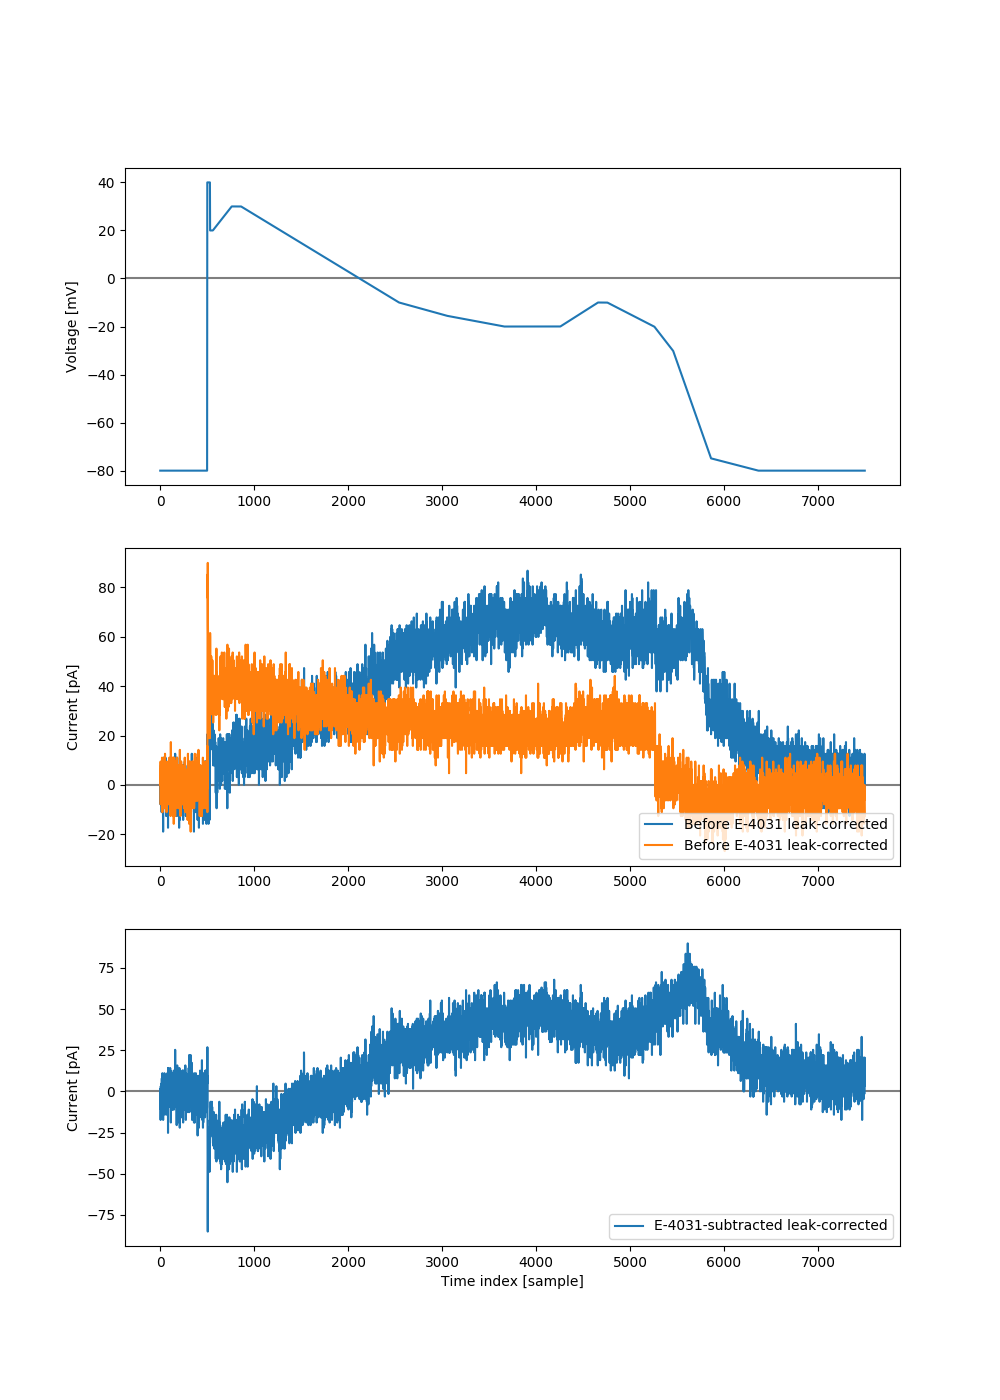 Voltage [mV]
40
20
0
−20
−40
−60
−80
0 1000 2000 3000 4000 5000 6000 7000
Current [pA]
80
60
40
20
0
−20
Before E-4031 leak-corrected
Before E-4031 leak-corrected
0 1000 2000 3000 4000 5000 6000 7000
Current [pA]
75
50
25
0
−25
−50
−75
E-4031-subtracted leak-corrected
0 1000 2000 3000 4000 5000 6000 7000
Time index [sample]